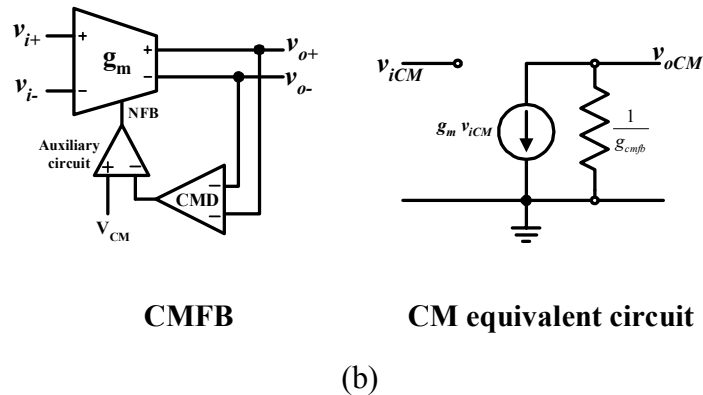 v_{i+}
+
g_m
+
v_{o+}
v_{i-}
−
−
v_{o-}
NFB
Auxiliary
circuit
+
−
CMD
−
−
V_{CM}
v_{iCM}
v_{oCM}
g_m v_{iCM}
1
g_{cmfb}
CMFB
CM equivalent circuit
(b)